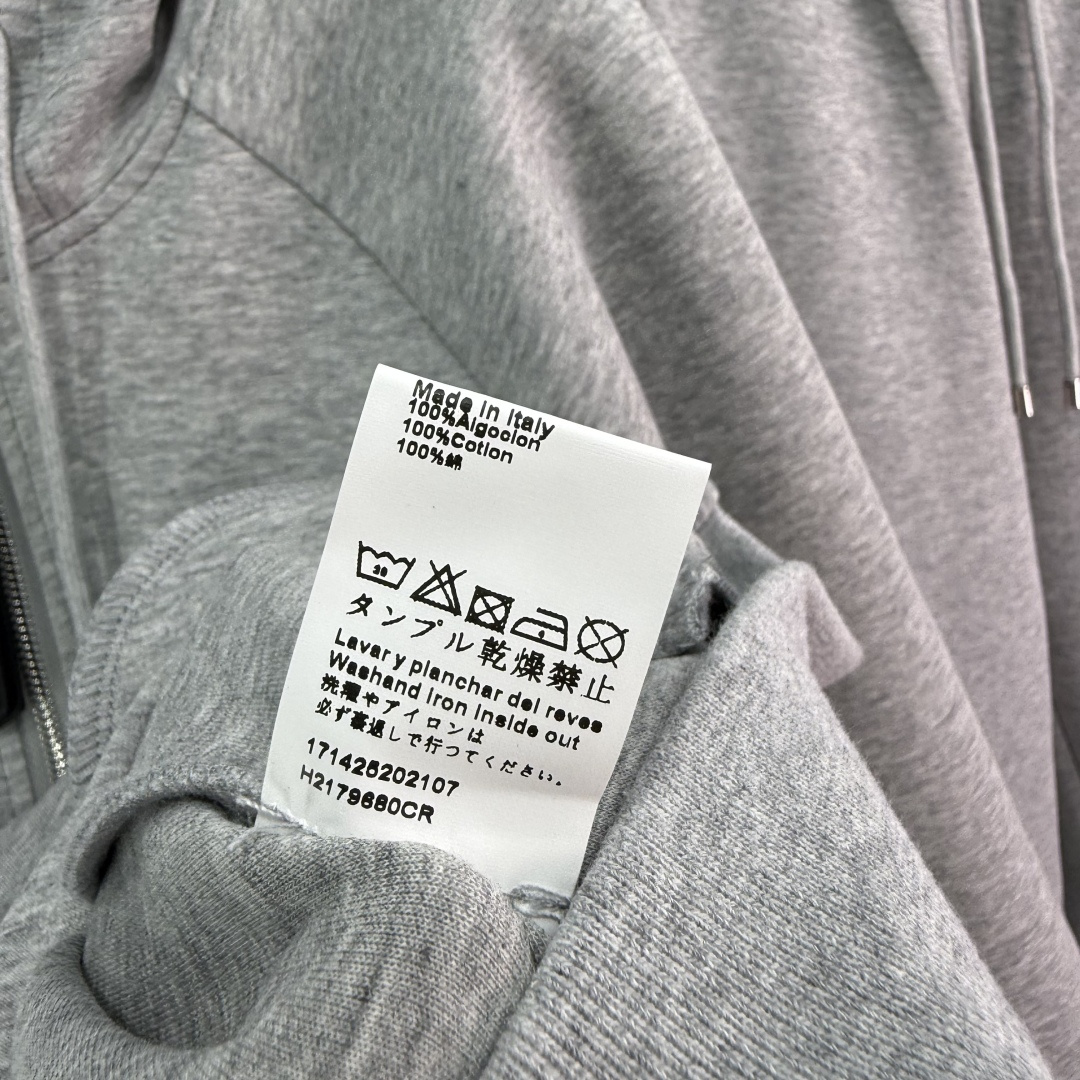 Made in Italy
100%Algocion
100%Cotion
100%綿
30
タンプル乾燥禁止
Lavar y planchar del reves
Washand iron inside out
洗濯やアイロンは
必ず裏返しで行つてください。
171425202107
H2179680CR